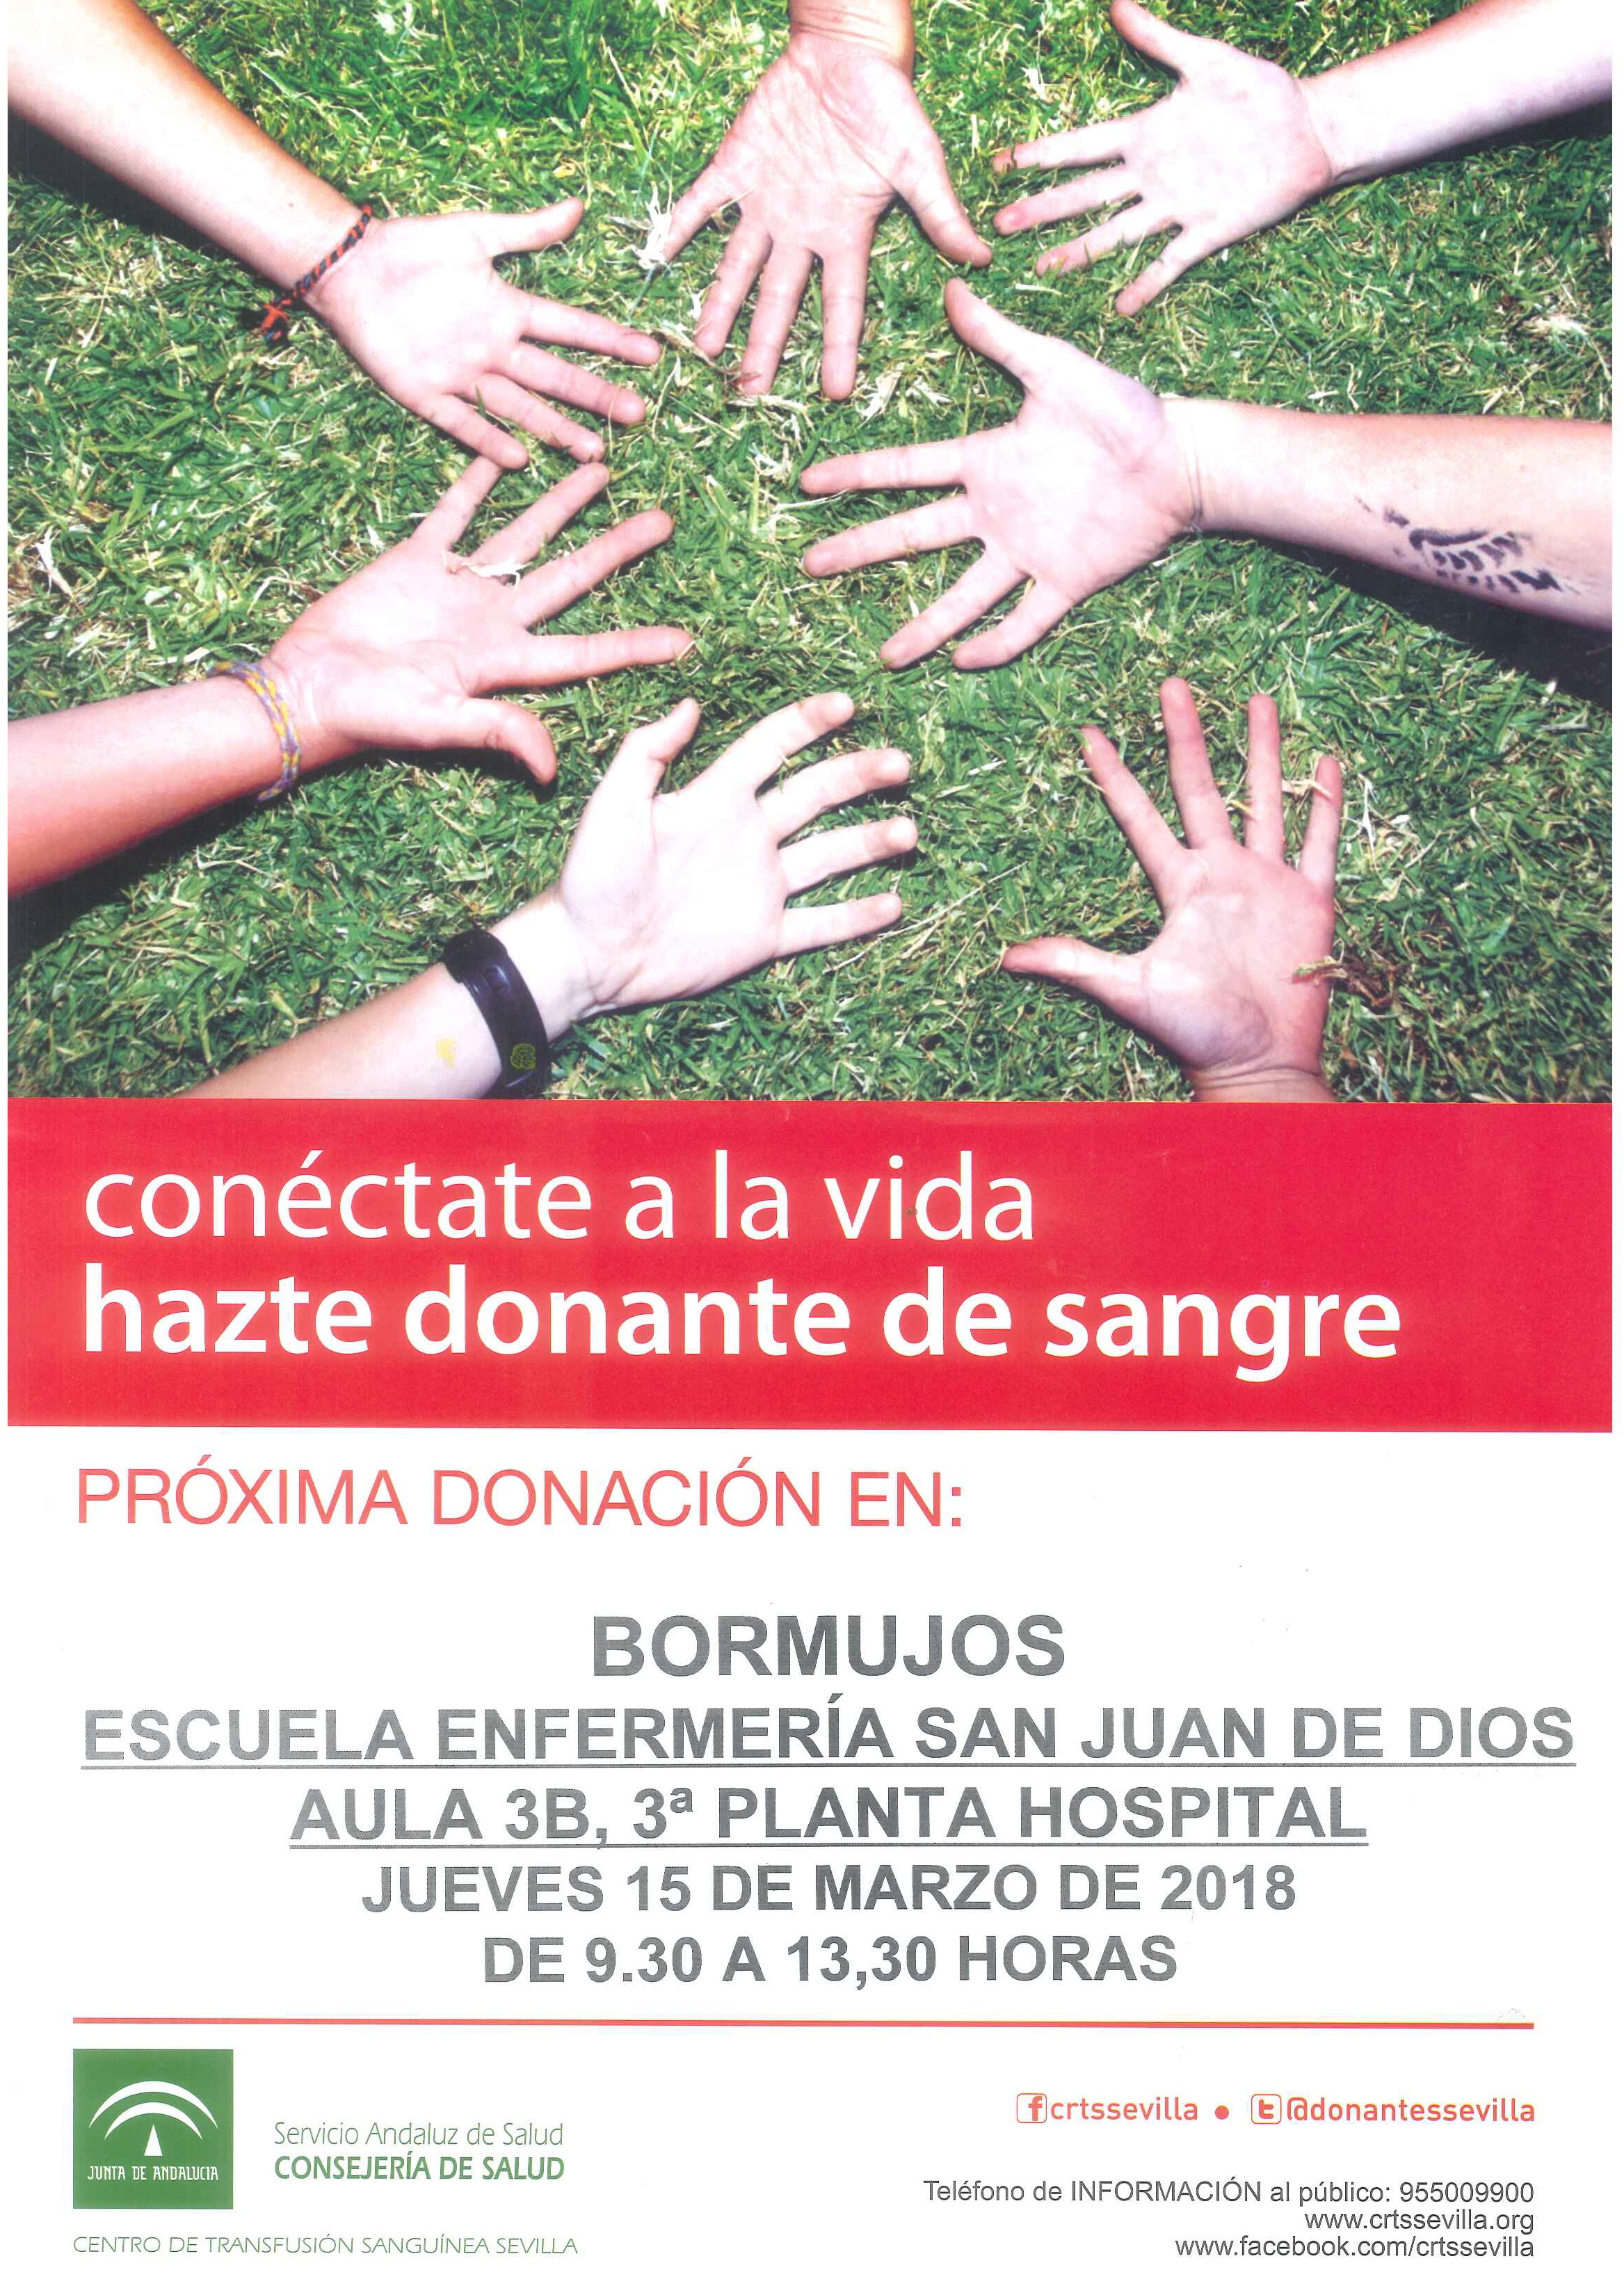 conéctate a la vida
hazte donante de sangre
PRÓXIMA DONACIÓN EN:
BORMUJOS
ESCUELA ENFERMERÍA SAN JUAN DE DIOS
AULA 3B, 3ª PLANTA HOSPITAL
JUEVES 15 DE MARZO DE 2018
DE 9.30 A 13,30 HORAS
JUNTA DE ANDALUCIA
Servicio Andaluz de Salud
CONSEJERÍA DE SALUD
CENTRO DE TRANSFUSIÓN SANGUÍNEA SEVILLA
crtssevilla • @donantessevilla
Teléfono de INFORMACIÓN al público: 955009900
www.crtssevilla.org
www.facebook.com/crtssevilla